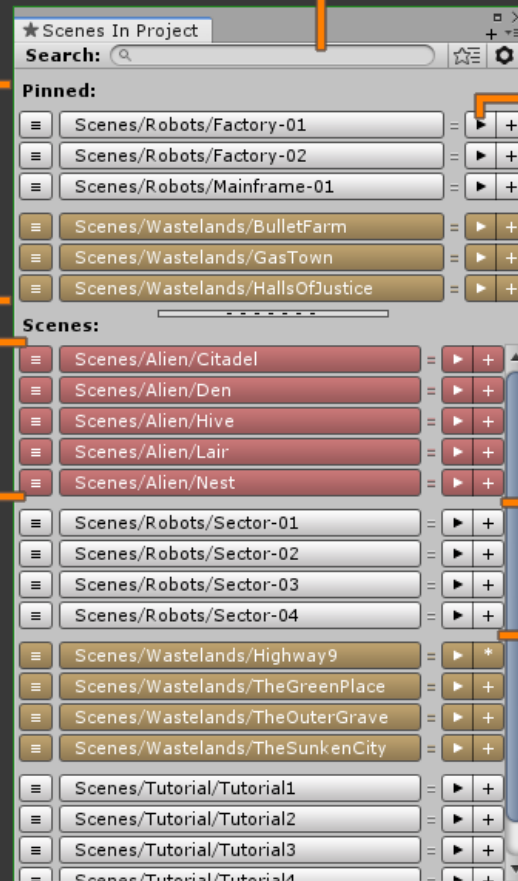 Scenes In Project
Search:
Pinned:
Scenes/Robots/Factory-01
Scenes/Robots/Factory-02
Scenes/Robots/Mainframe-01
Scenes/Wastelands/BulletFarm
Scenes/Wastelands/GasTown
Scenes/Wastelands/HallsOfJustice
Scenes:
Scenes/Alien/Citadel
Scenes/Alien/Den
Scenes/Alien/Hive
Scenes/Alien/Lair
Scenes/Alien/Nest
Scenes/Robots/Sector-01
Scenes/Robots/Sector-02
Scenes/Robots/Sector-03
Scenes/Robots/Sector-04
Scenes/Wastelands/Highway9
Scenes/Wastelands/TheGreenPlace
Scenes/Wastelands/TheOuterGrave
Scenes/Wastelands/TheSunkenCity
Scenes/Tutorial/Tutorial1
Scenes/Tutorial/Tutorial2
Scenes/Tutorial/Tutorial3
Scenes/Tutorial/Tutorial4